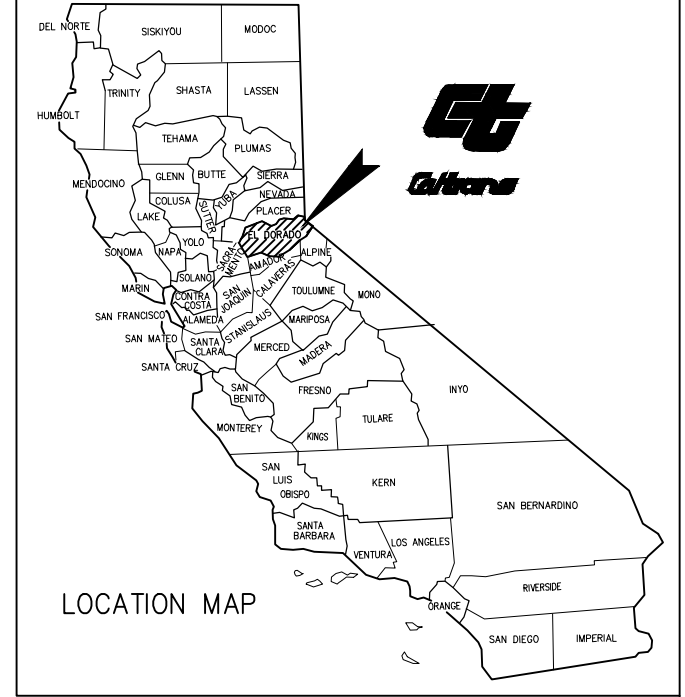 DEL NORTE
SISKIYOU
MODOC
TRINITY
SHASTA
LASSEN
HUMBOLT
TEHAMA
PLUMAS
MENDOCINO
GLENN
BUTTE
SIERRA
COLUSA
SUTTER
YUBA
NEVADA
PLACER
LAKE
EL DORADO
SONOMA
NAPA
YOLO
SACRA-
MENTO
AMADOR
ALPINE
SOLANO
CALAVERAS
MARIN
CONTRA
COSTA
SAN
JOAQUIN
TOULUMNE
MONO
SAN FRANCISCO
ALAMEDA
STANISLAUS
MARIPOSA
SAN MATEO
SANTA
CLARA
MERCED
MADERA
SANTA CRUZ
SAN
BENITO
FRESNO
INYO
MONTEREY
KINGS
TULARE
SAN
LUIS
OBISPO
KERN
SAN BERNARDINO
SANTA
BARBARA
VENTURA
LOS ANGELES
RIVERSIDE
ORANGE
SAN DIEGO
IMPERIAL
Ct
Caltrans
LOCATION MAP